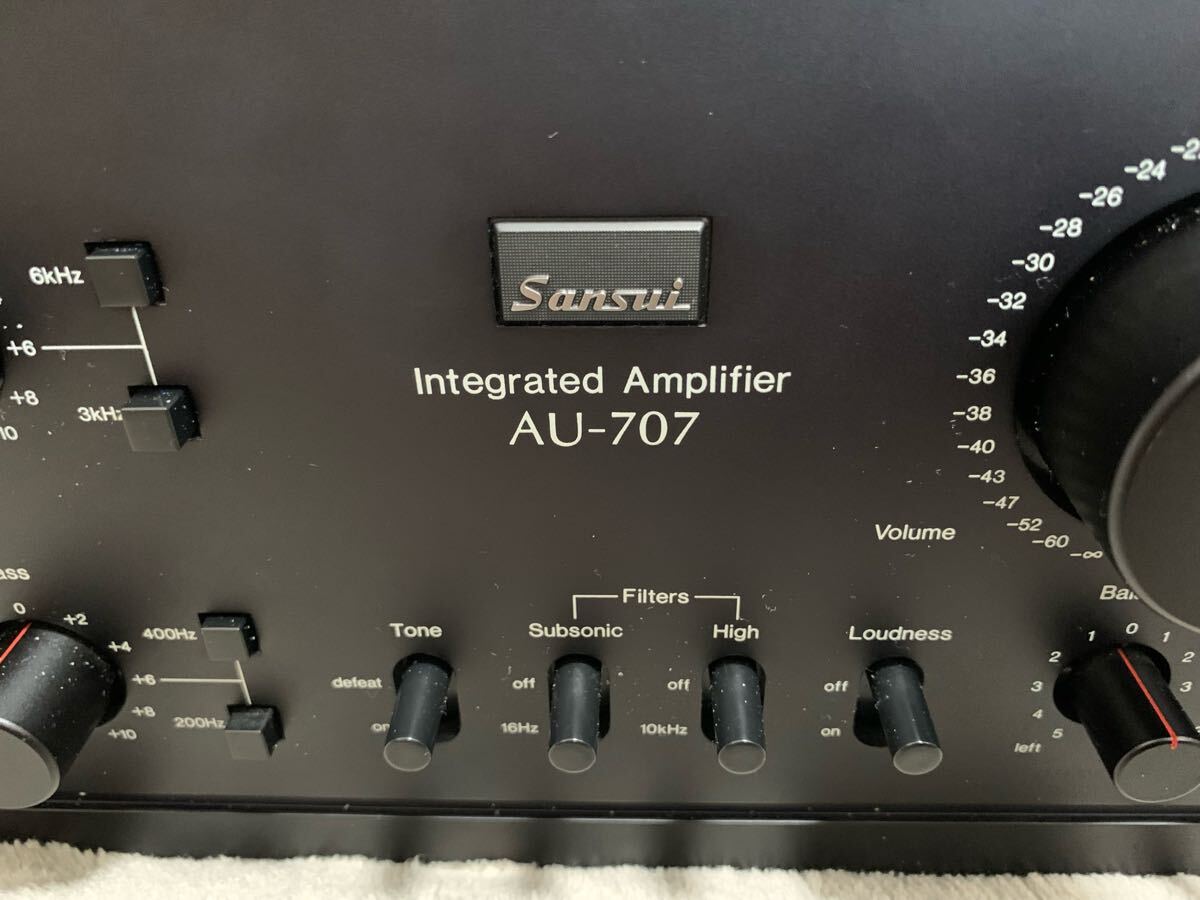 Sansui
Integrated Amplifier
AU-707
6kHz
+6
+8
3kHz
0
+2
+4
+6
+8
+10
400Hz
200Hz
Tone
defeat
on
Filters
Subsonic
High
off
16Hz
off
10kHz
Loudness
off
on
-24
-26
-28
-30
-32
-34
-36
-38
-40
-43
-47
-52
-60
-∞
Volume
0
1
1
2
2
3
3
4
5
left